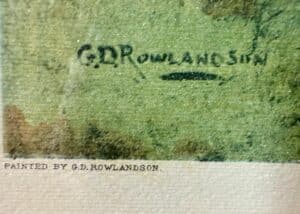 G.D. ROWLANDSON
PAINTED BY G.D. ROWLANDSON.